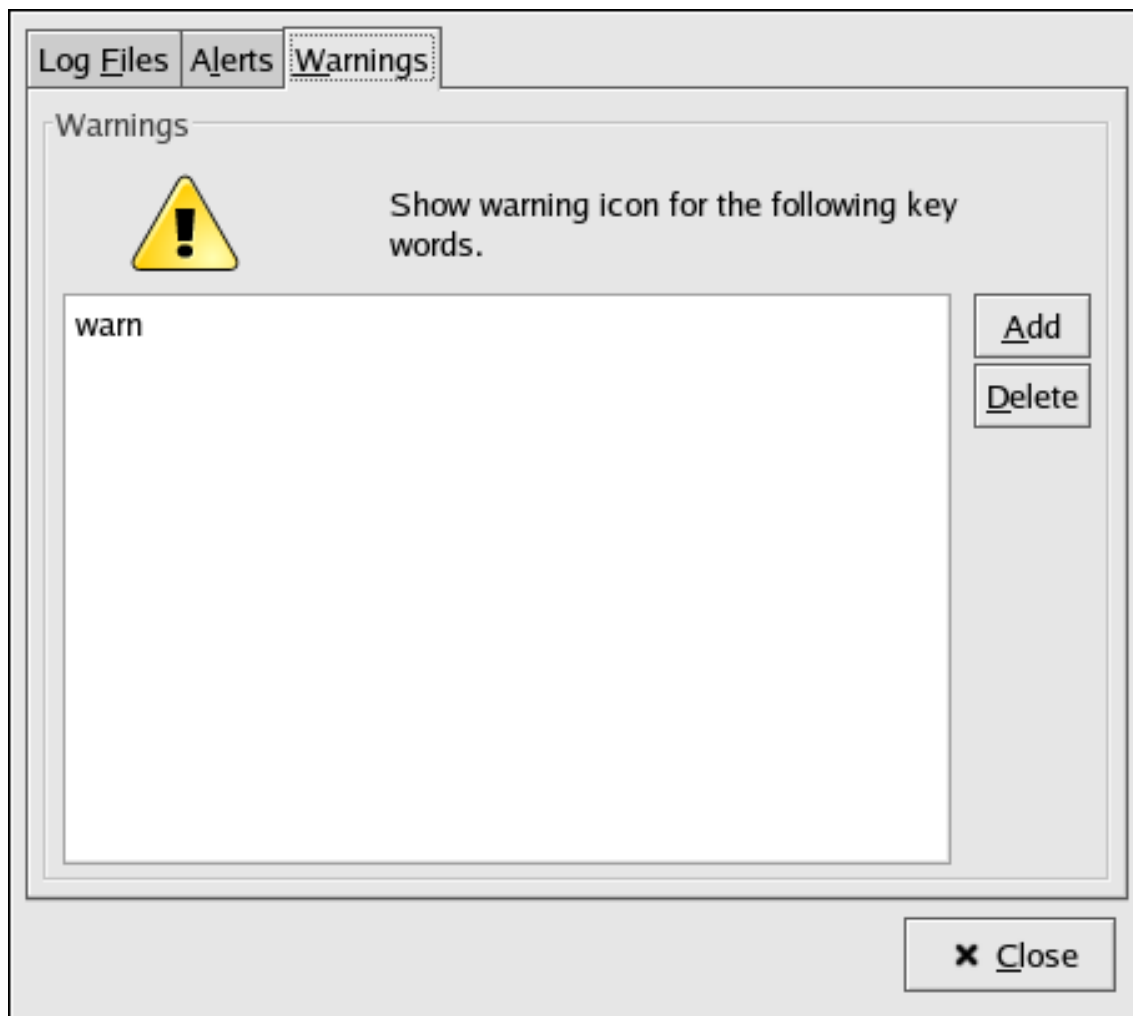 Log Files Alerts Warnings
Warnings
Show warning icon for the following key
words.
warn
Add
Delete
Close